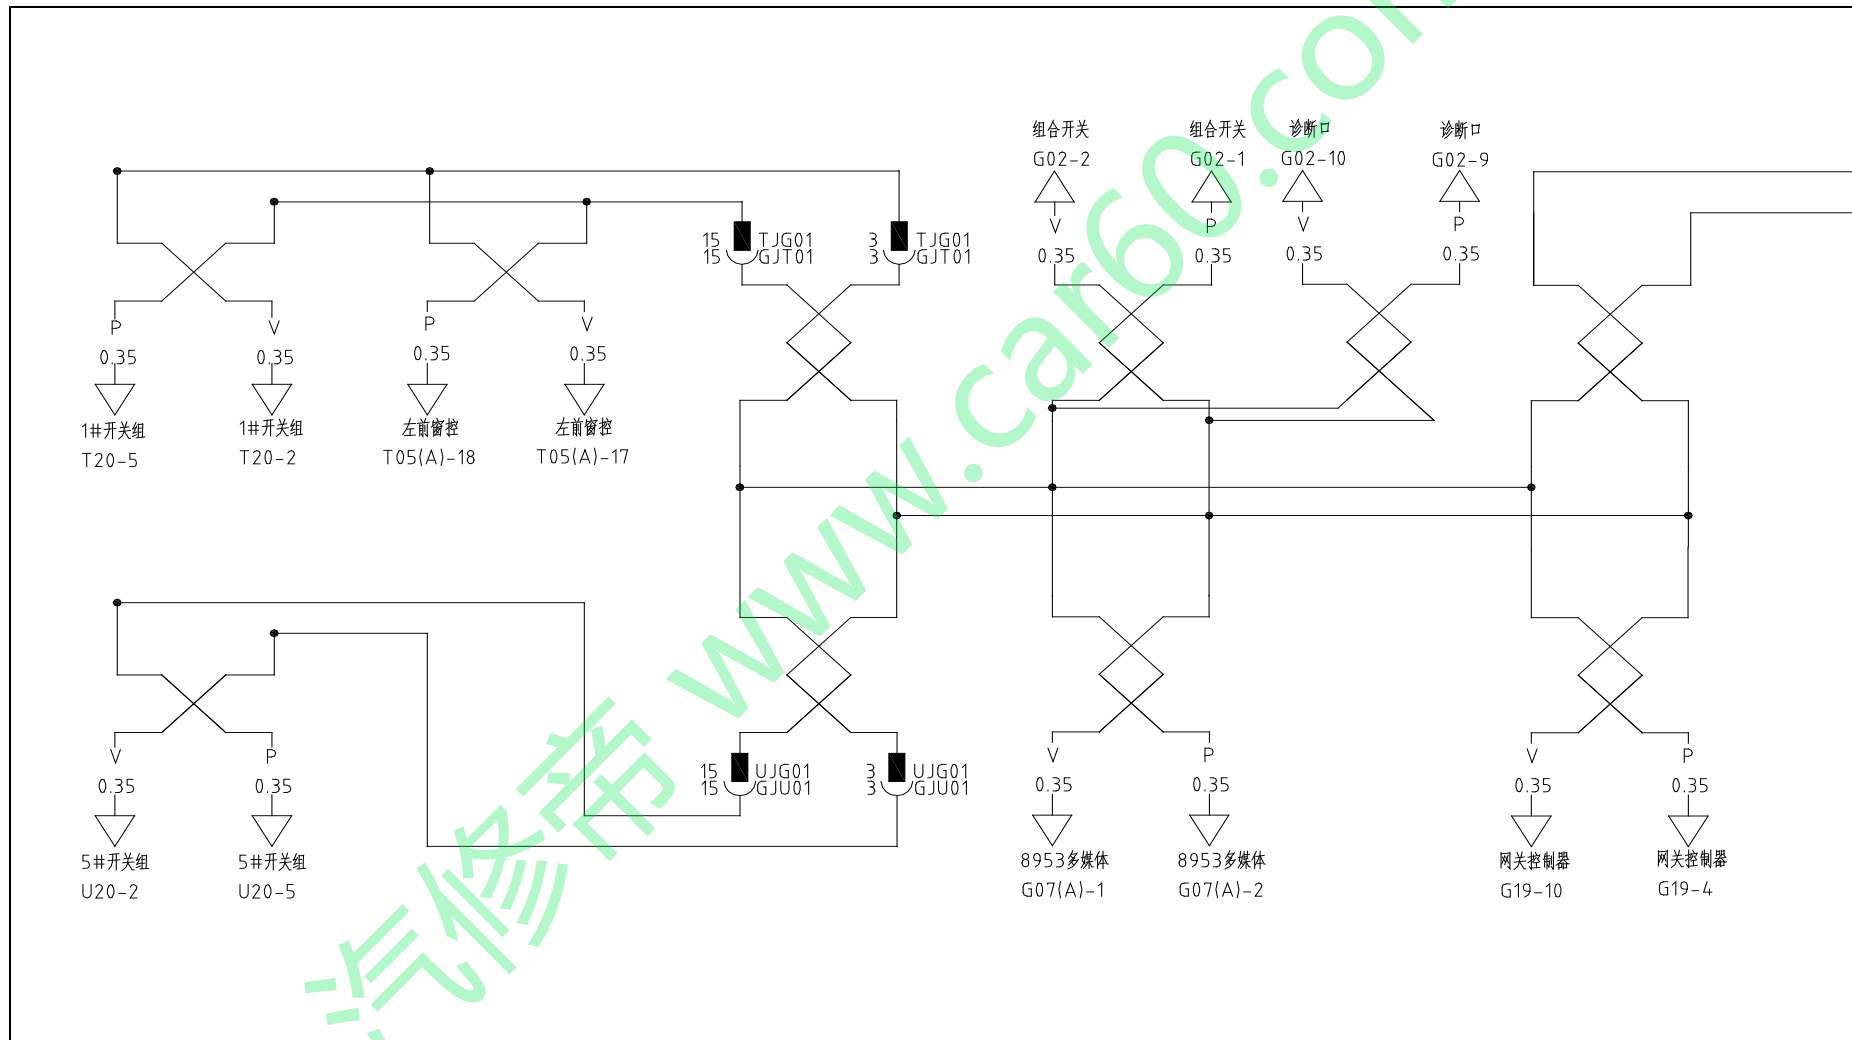 组合开关
G02-2
组合开关
G02-1
诊断口
G02-10
诊断口
G02-9
V
0.35
P
0.35
V
0.35
P
0.35
15 TJG01
15 GJT01
3 TJG01
3 GJT01
P
0.35
1#开关组
T20-5
V
0.35
1#开关组
T20-2
P
0.35
左前窗控
T05(A)-18
V
0.35
左前窗控
T05(A)-17
15 UJG01
15 GJU01
3 UJG01
3 GJU01
V
0.35
5#开关组
U20-2
P
0.35
5#开关组
U20-5
V
0.35
8953多媒体
G07(A)-1
P
0.35
8953多媒体
G07(A)-2
V
0.35
网关控制器
G19-10
P
0.35
网关控制器
G19-4
汽修帝 www.car60.com